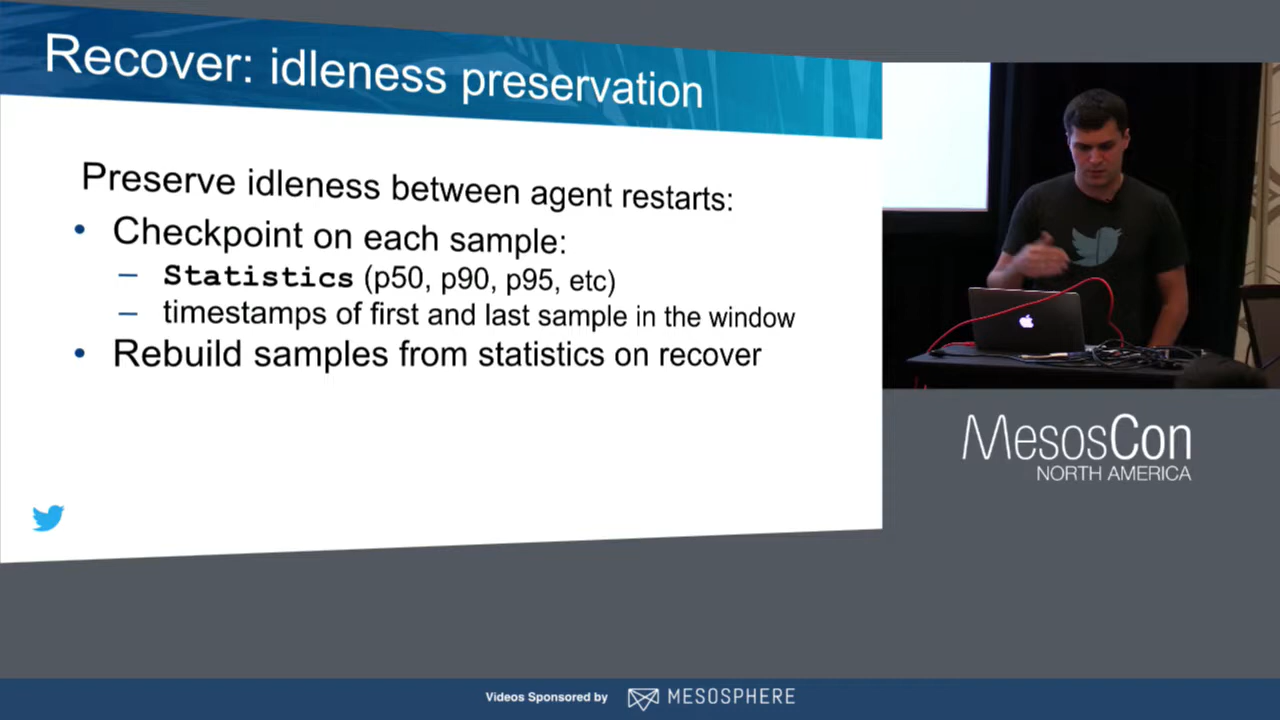 Recover: idleness preservation
Preserve idleness between agent restarts:
• Checkpoint on each sample:
– Statistics (p50, p90, p95, etc)
– timestamps of first and last sample in the window
• Rebuild samples from statistics on recover
MesosCon
NORTH AMERICA
Videos Sponsored by MESOSPHERE